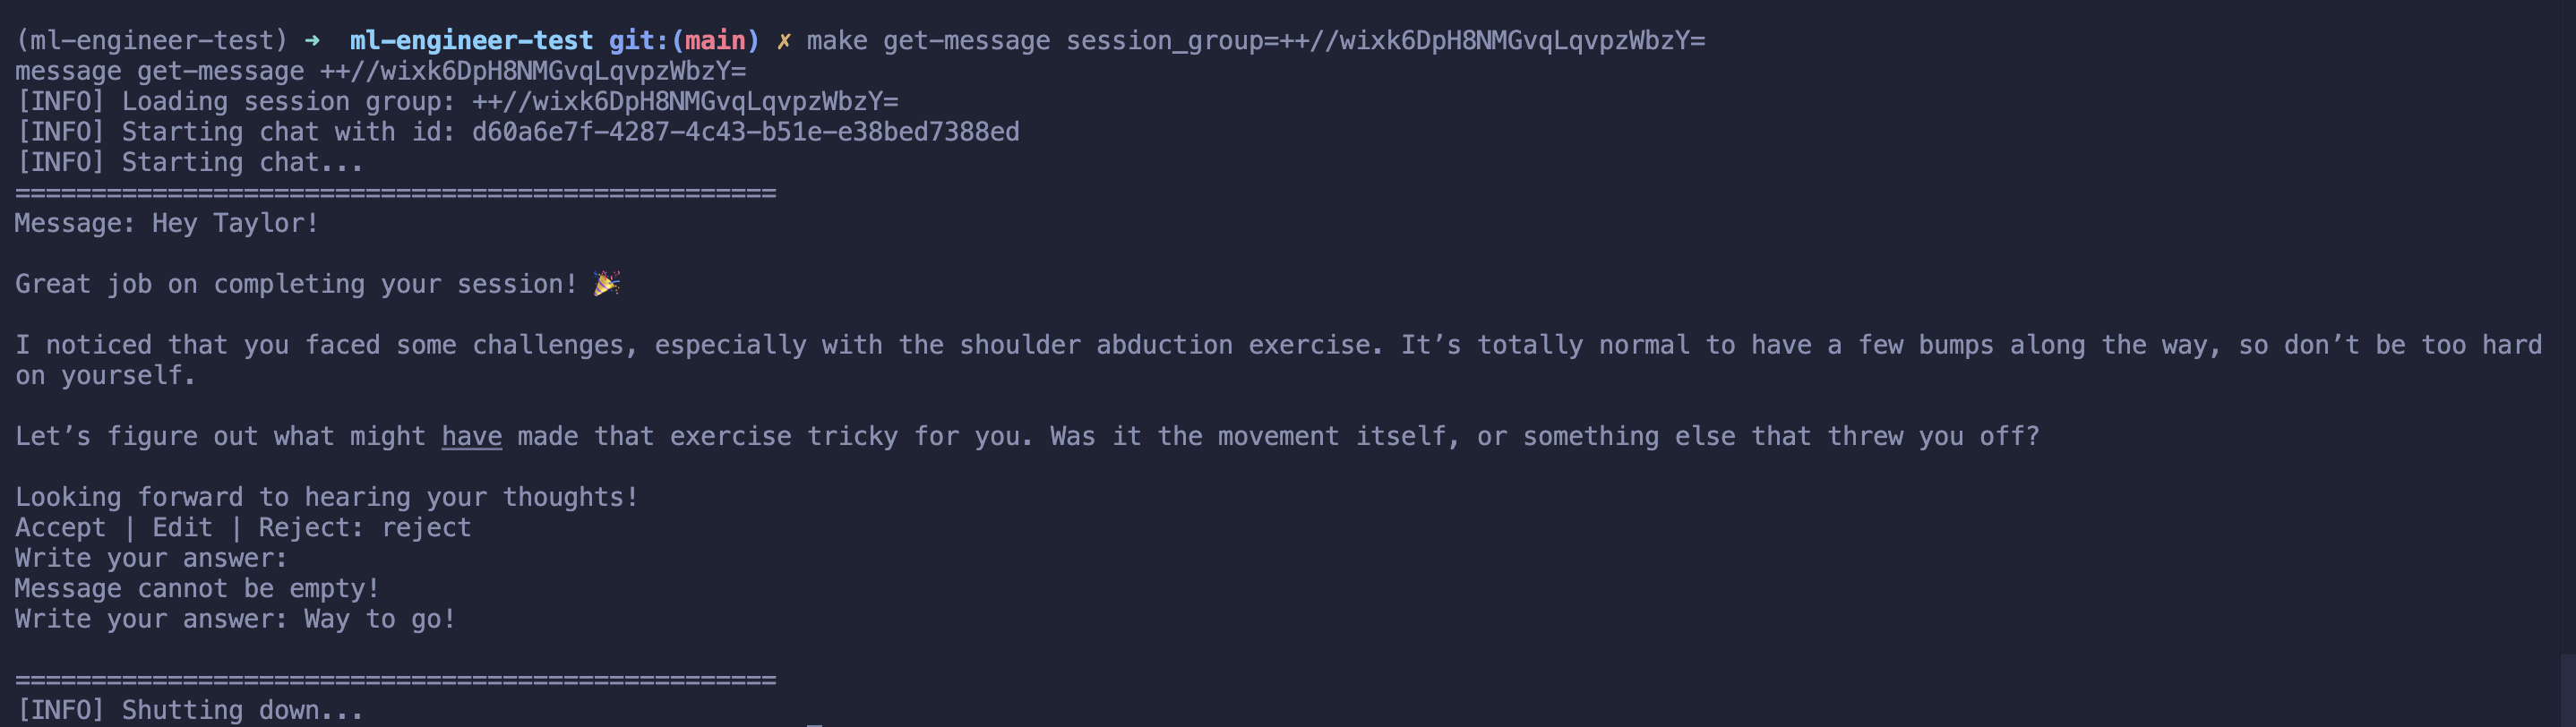 (ml-engineer-test) ➜  ml-engineer-test git:(main) ✗ make get-message session_group=++//wixk6DpH8NMGvqLqvpzWbzY=
message get-message ++//wixk6DpH8NMGvqLqvpzWbzY=
[INFO] Loading session group: ++//wixk6DpH8NMGvqLqvpzWbzY=
[INFO] Starting chat with id: d60a6e7f-4287-4c43-b51e-e38bed7388ed
[INFO] Starting chat...
==================================================
Message: Hey Taylor!
Great job on completing your session! 🎉
I noticed that you faced some challenges, especially with the shoulder abduction exercise. It’s totally normal to have a few bumps along the way, so don’t be too hard
on yourself.
Let’s figure out what might have made that exercise tricky for you. Was it the movement itself, or something else that threw you off?
Looking forward to hearing your thoughts!
Accept | Edit | Reject: reject
Write your answer:
Message cannot be empty!
Write your answer: Way to go!
==================================================
[INFO] Shutting down...